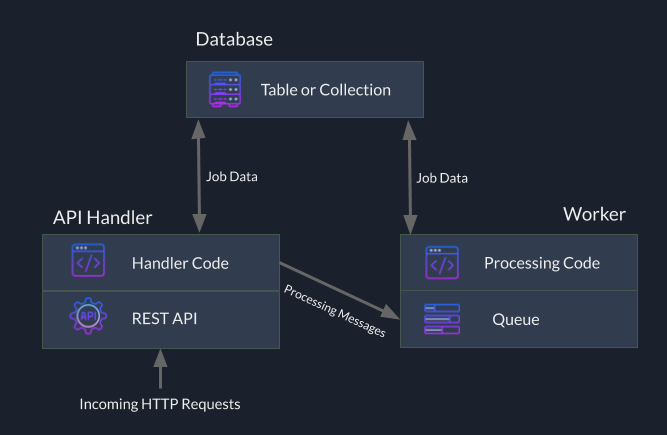 Database
Table or Collection
Job Data
Job Data
API Handler
Worker
Handler Code
Processing Code
Processing Messages
API
REST API
Queue
Incoming HTTP Requests